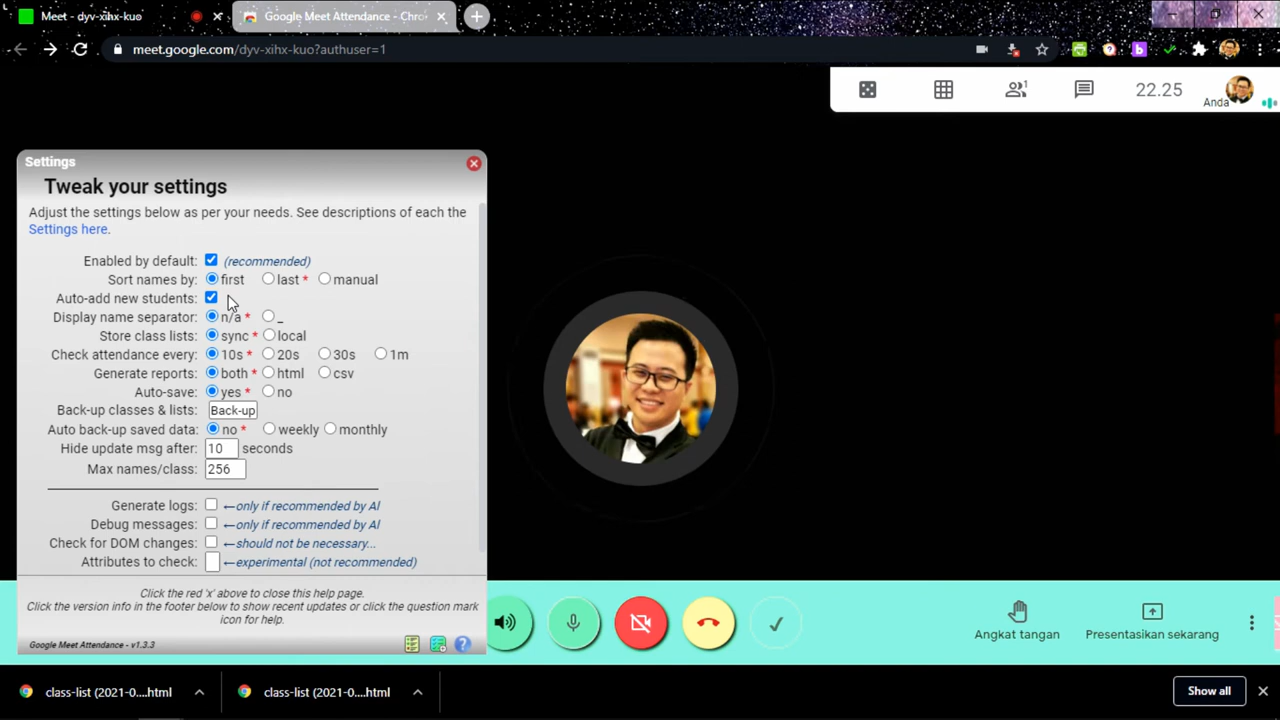 Meet - dyv-xihx-kuo
Google Meet Attendance - Chro
meet.google.com/dyv-xihx-kuo?authuser=1
1
22.25
Anda
Settings
Tweak your settings
Adjust the settings below as per your needs. See descriptions of each the
Settings here.
Enabled by default: (recommended)
Sort names by: first last * manual
Auto-add new students:
Display name separator: n/a * _
Store class lists: sync * local
Check attendance every: 10s * 20s 30s 1m
Generate reports: both * html csv
Auto-save: yes * no
Back-up classes & lists: Back-up
Auto back-up saved data: no * weekly monthly
Hide update msg after: 10 seconds
Max names/class: 256
Generate logs: ←only if recommended by Al
Debug messages: ←only if recommended by Al
Check for DOM changes: ←should not be necessary...
Attributes to check: ←experimental (not recommended)
Click the red 'x' above to close this help page.
Click the version info in the footer below to show recent updates or click the question mark
icon for help.
Google Meet Attendance - v1.3.3
Angkat tangan
Presentasikan sekarang
class-list (2021-0....html
class-list (2021-0....html
Show all